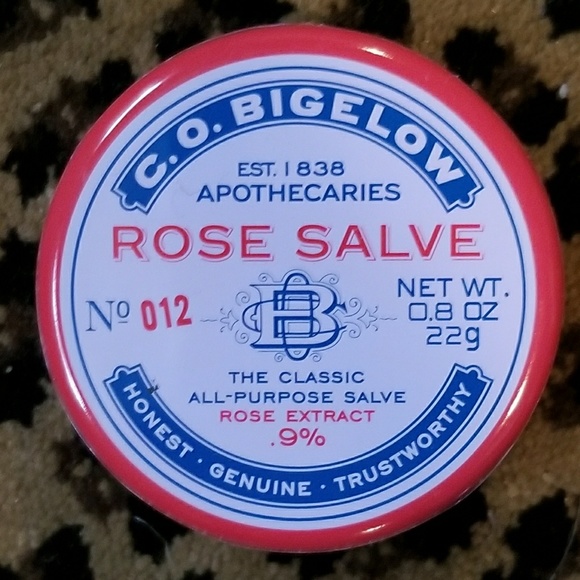 C.O. BIGELOW
EST. 1838
APOTHECARIES
ROSE SALVE
Nº 012
NET WT.
0.8 OZ
22g
THE CLASSIC
ALL-PURPOSE SALVE
ROSE EXTRACT
.9%
HONEST · GENUINE · TRUSTWORTHY